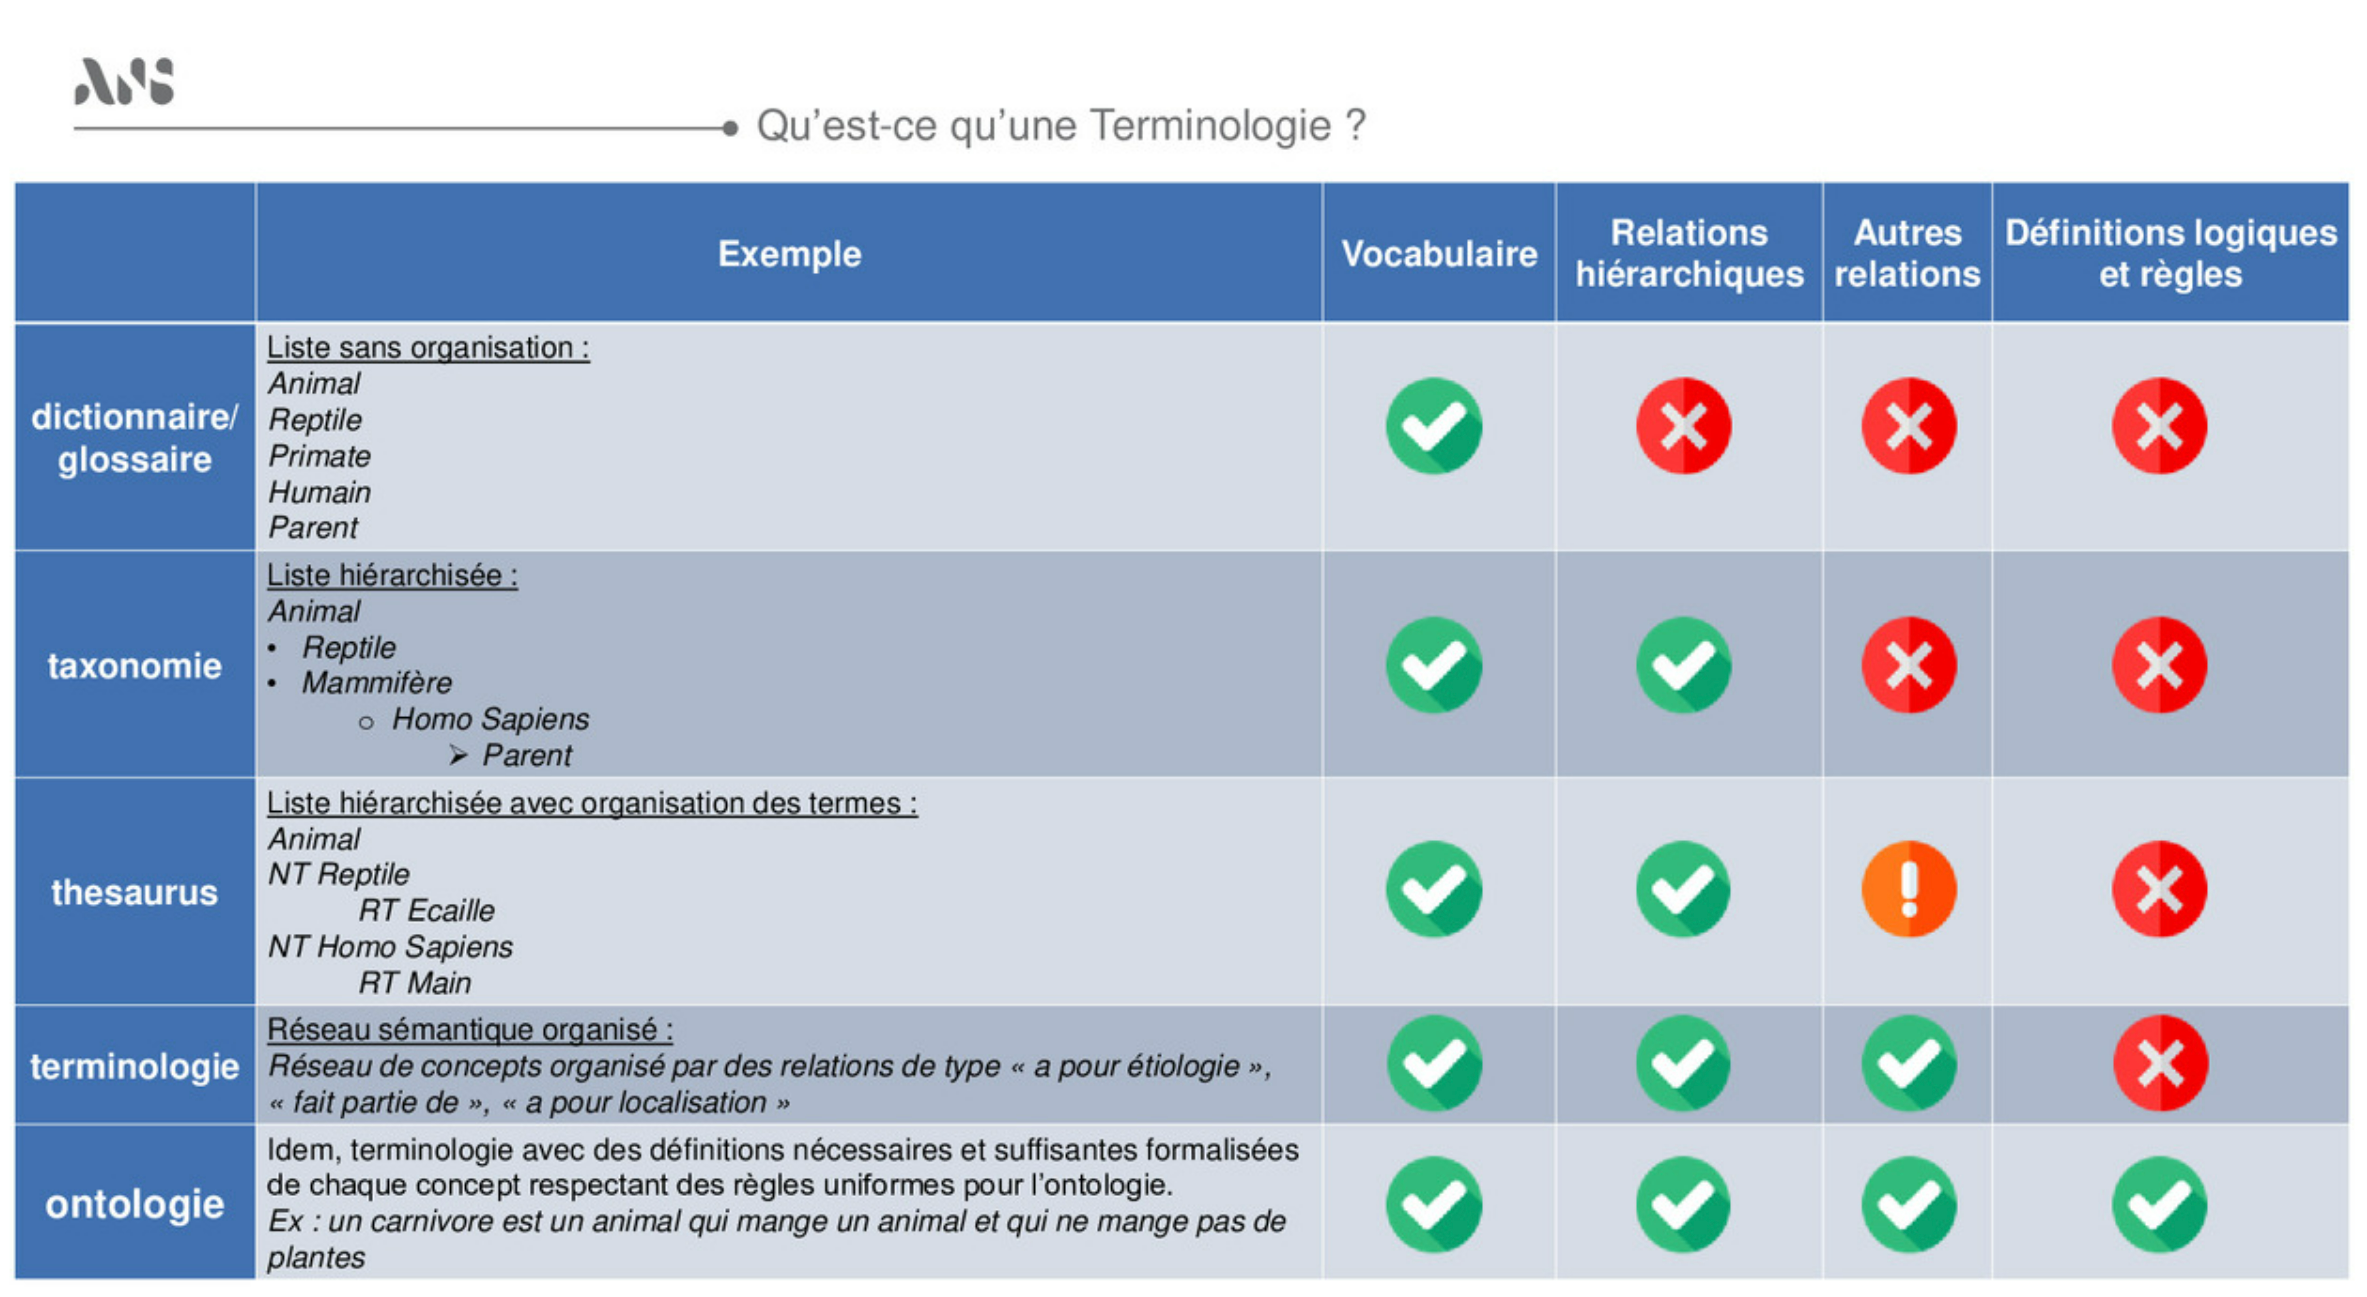 ANS
Qu'est-ce qu'une Terminologie ?
Exemple
Vocabulaire
Relations
hiérarchiques
Autres
relations
Définitions logiques
et règles
dictionnaire/
glossaire
Liste sans organisation :
Animal
Reptile
Primate
Humain
Parent
taxonomie
Liste hiérarchisée :
Animal
• Reptile
• Mammifère
o Homo Sapiens
➢ Parent
thesaurus
Liste hiérarchisée avec organisation des termes :
Animal
NT Reptile
RT Ecaille
NT Homo Sapiens
RT Main
terminologie
Réseau sémantique organisé :
Réseau de concepts organisé par des relations de type « a pour étiologie »,
« fait partie de », « a pour localisation »
ontologie
Idem, terminologie avec des définitions nécessaires et suffisantes formalisées
de chaque concept respectant des règles uniformes pour l'ontologie.
Ex : un carnivore est un animal qui mange un animal et qui ne mange pas de
plantes